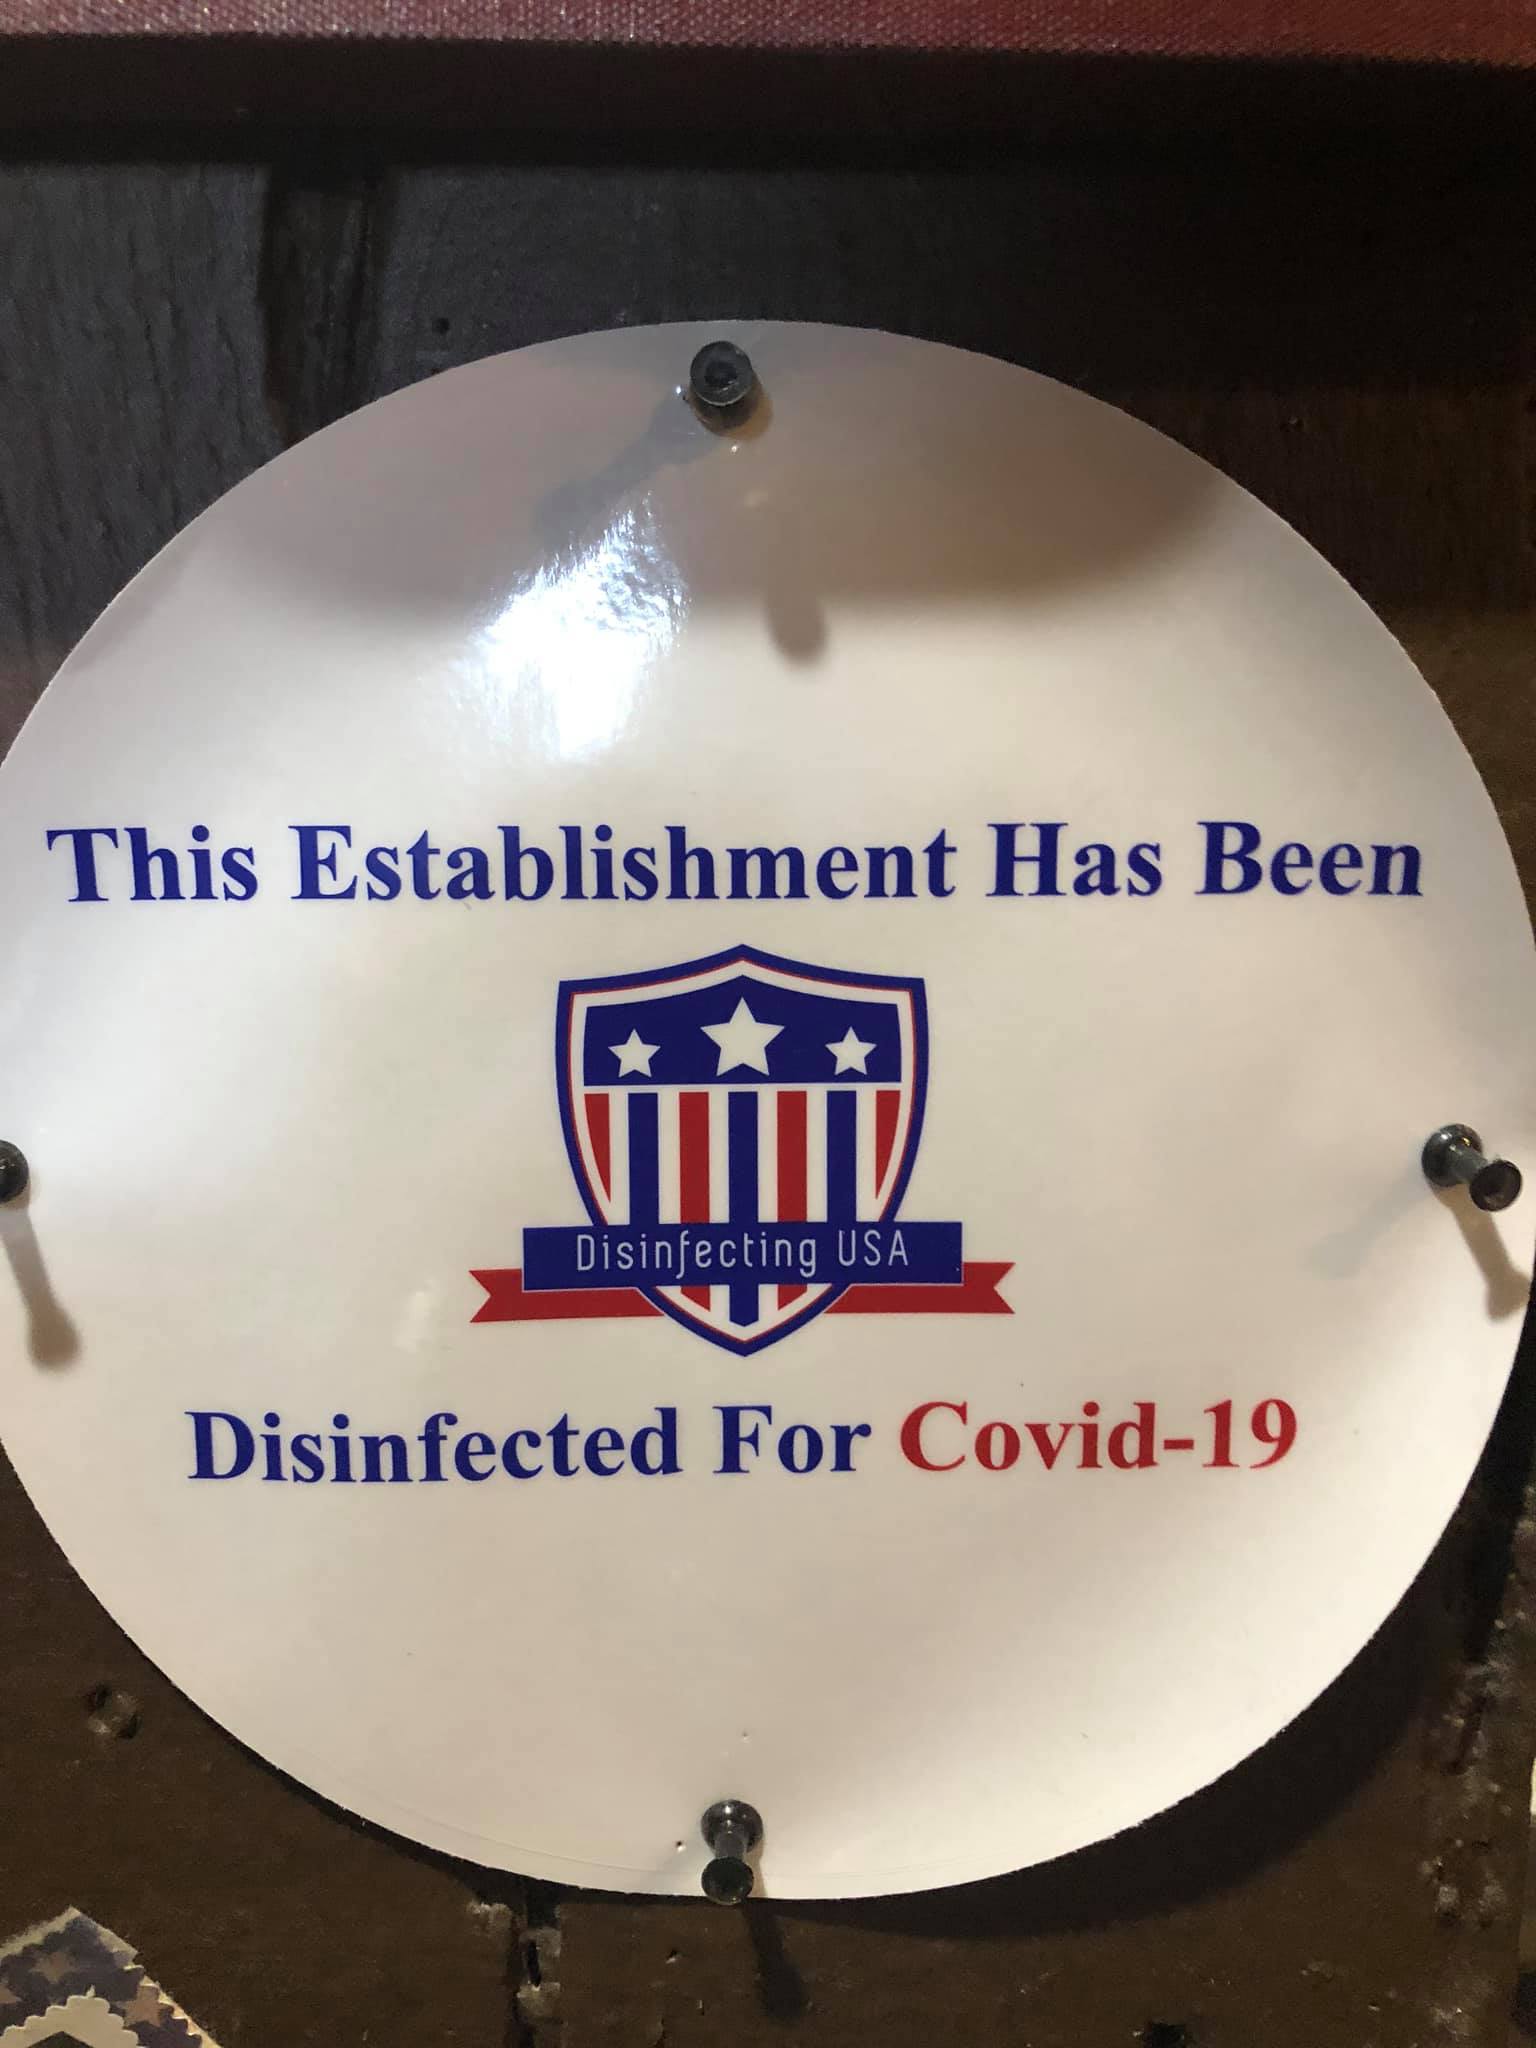 This Establishment Has Been
Disinfecting USA
Disinfected For Covid-19